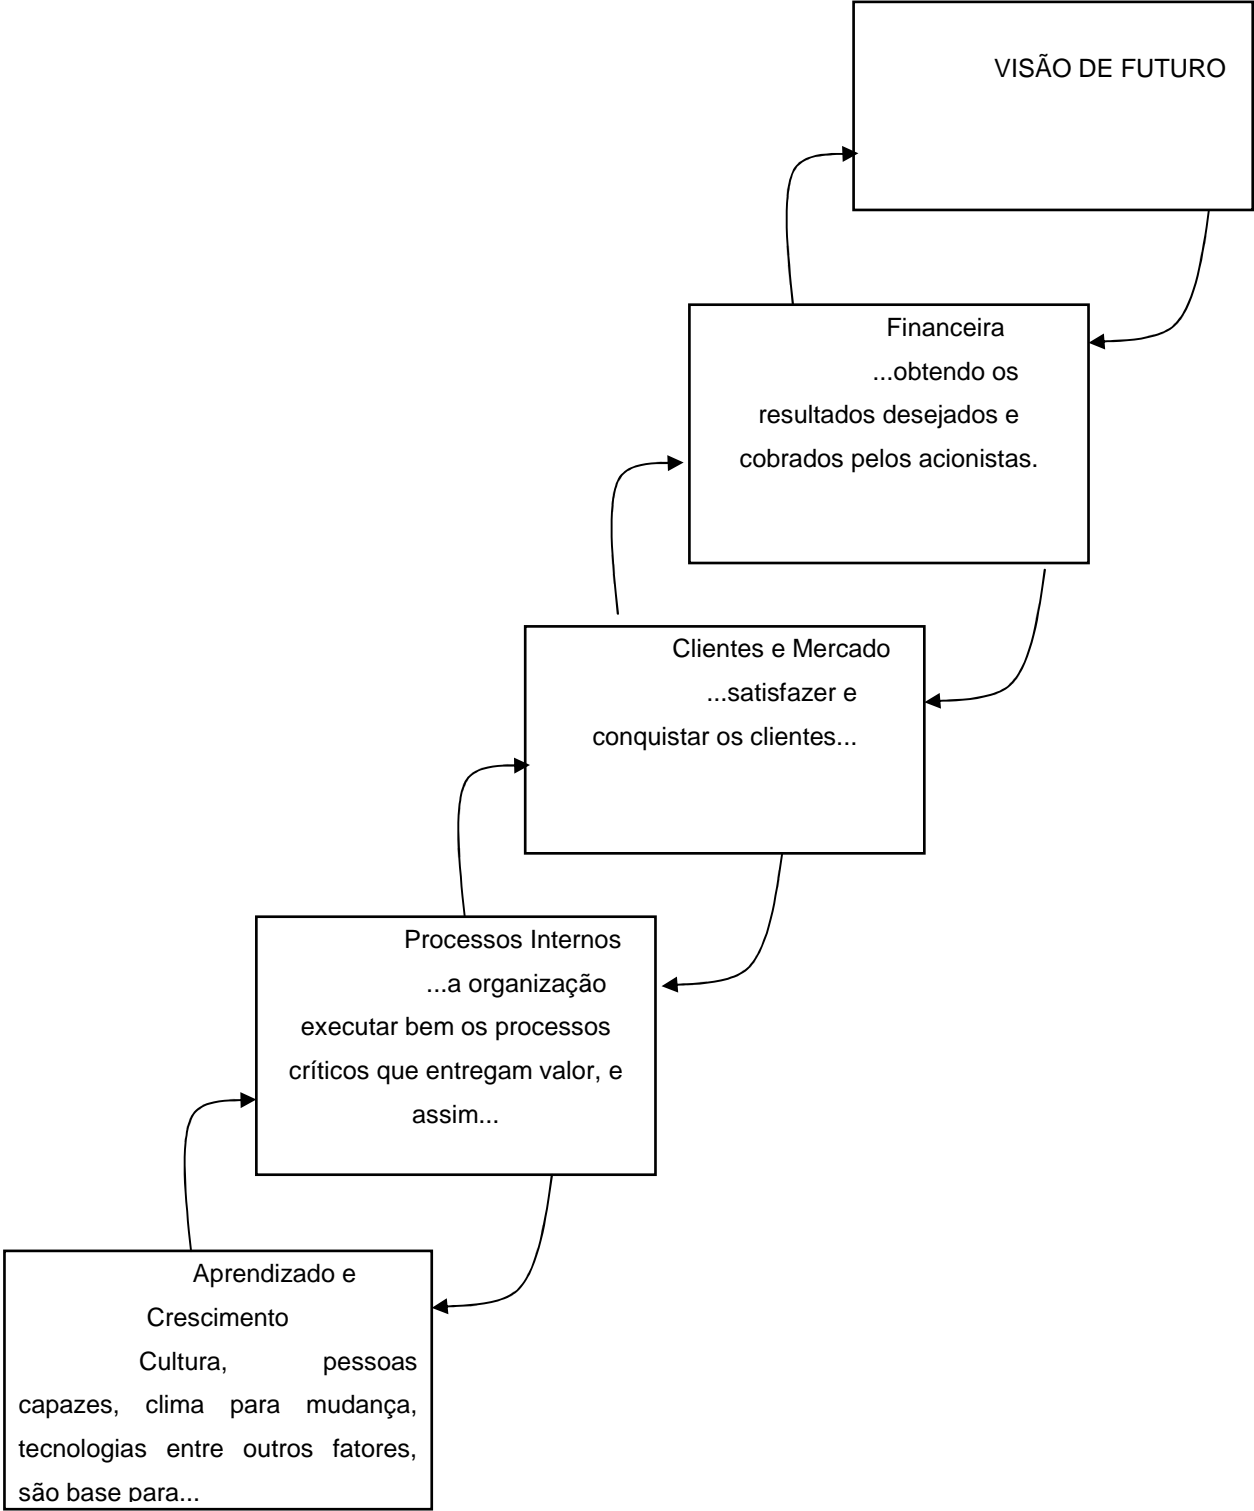 VISÃO DE FUTURO
Financeira
...obtendo os
resultados desejados e
cobrados pelos acionistas.
Clientes e Mercado
...satisfazer e
conquistar os clientes...
Processos Internos
...a organização
executar bem os processos
críticos que entregam valor, e
assim...
Aprendizado e
Crescimento
Cultura, pessoas
capazes, clima para mudança,
tecnologias entre outros fatores,
são base para...